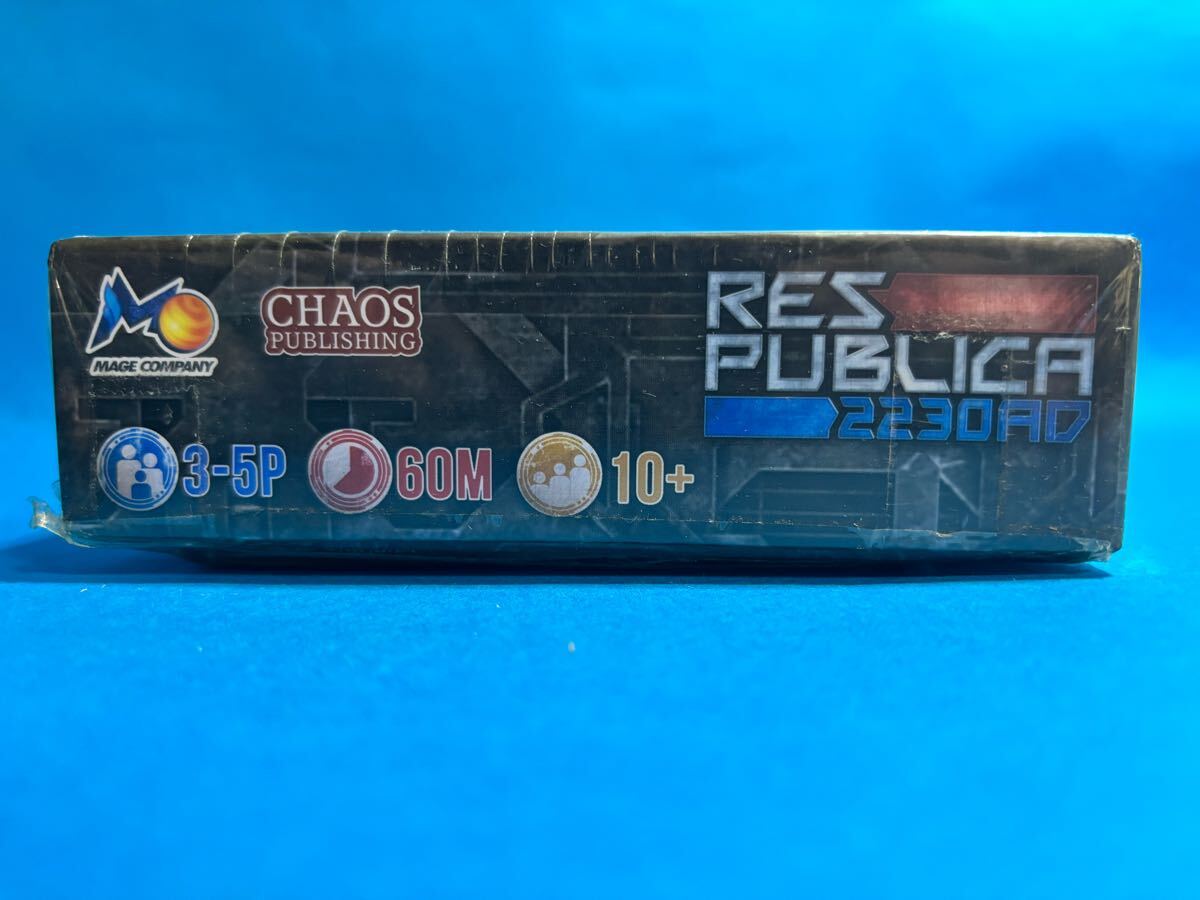 MAGE COMPANY
CHAOS
PUBLISHING
RES
PUBLICA
2230AD
3-5P
60M
10+